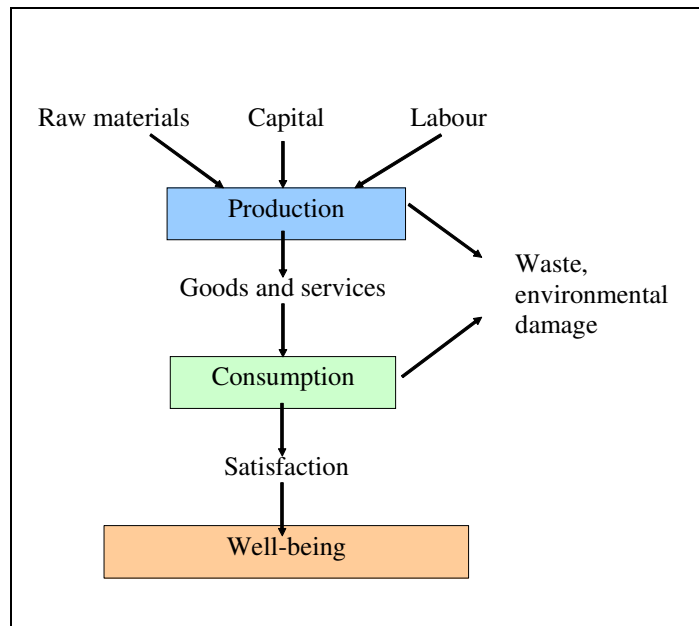 Raw materials
Capital
Labour
Production
Goods and services
Waste,
environmental
damage
Consumption
Satisfaction
Well-being